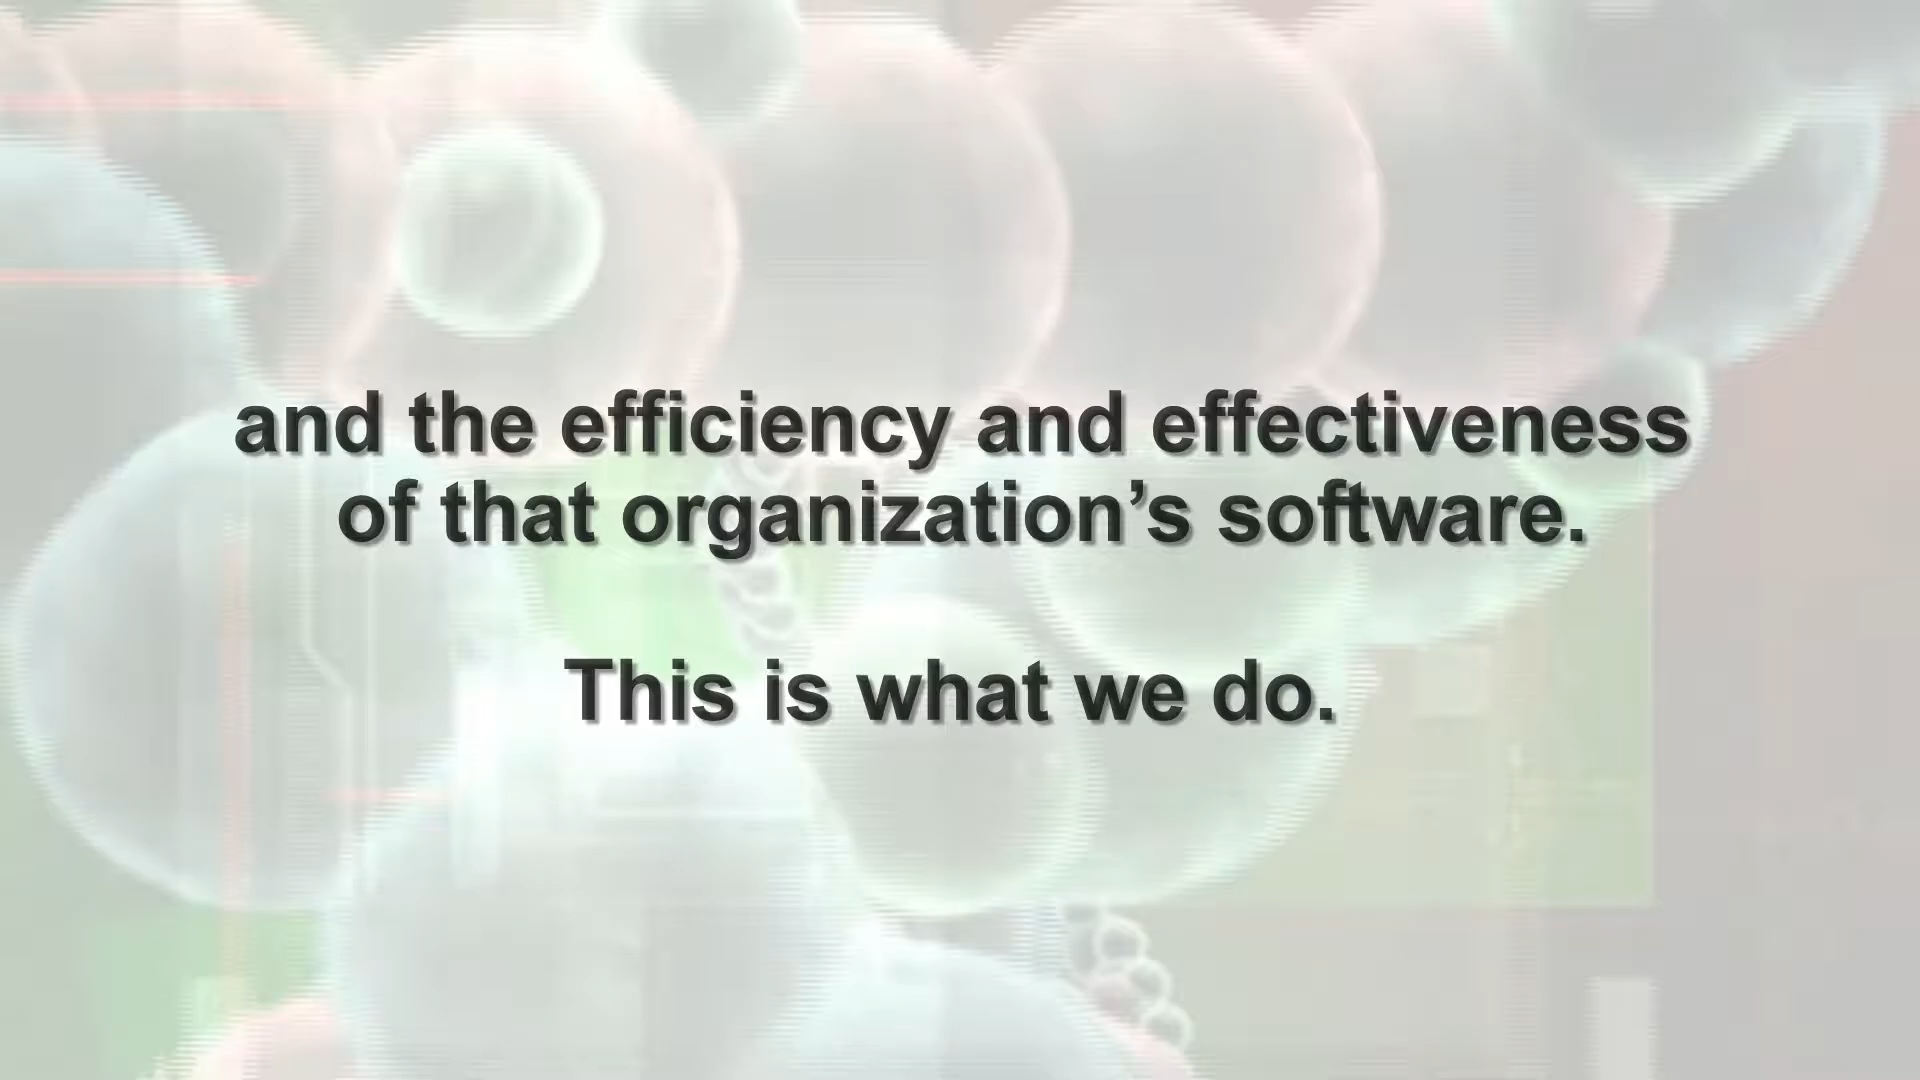 and the efficiency and effectiveness
of that organization’s software.
This is what we do.